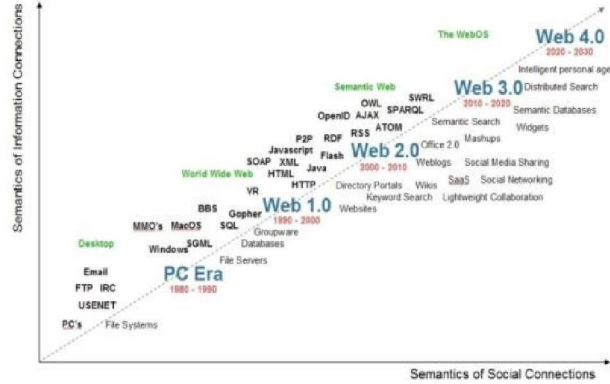 Semantics of Information Connections
The WebOS
Web 4.0
2020 - 2030
Intelligent personal age
Semantic Web
Web 3.0
Distributed Search
2010 - 2020
SWRL
OWL
SPARQL
OpenID
AJAX
Semantic Databases
ATOM
Semantic Search
Widgets
P2P
RDF
RSS
Mashups
Javascript
Flash
Web 2.0
Office 2.0
2000 - 2010
SOAP
XML
Java
Weblogs
Social Media Sharing
World Wide Web
HTML
HTTP
SaaS
Social Networking
VR
Directory Portals
Wikis
Keyword Search
Lightweight Collaboration
BBS
Gopher
Web 1.0
1990 - 2000
Websites
MMO's
MacOS
SQL
Groupware
Desktop
Windows
SGML
Databases
File Servers
Email
PC Era
1980 - 1990
FTP
IRC
USENET
PC's
File Systems
Semantics of Social Connections